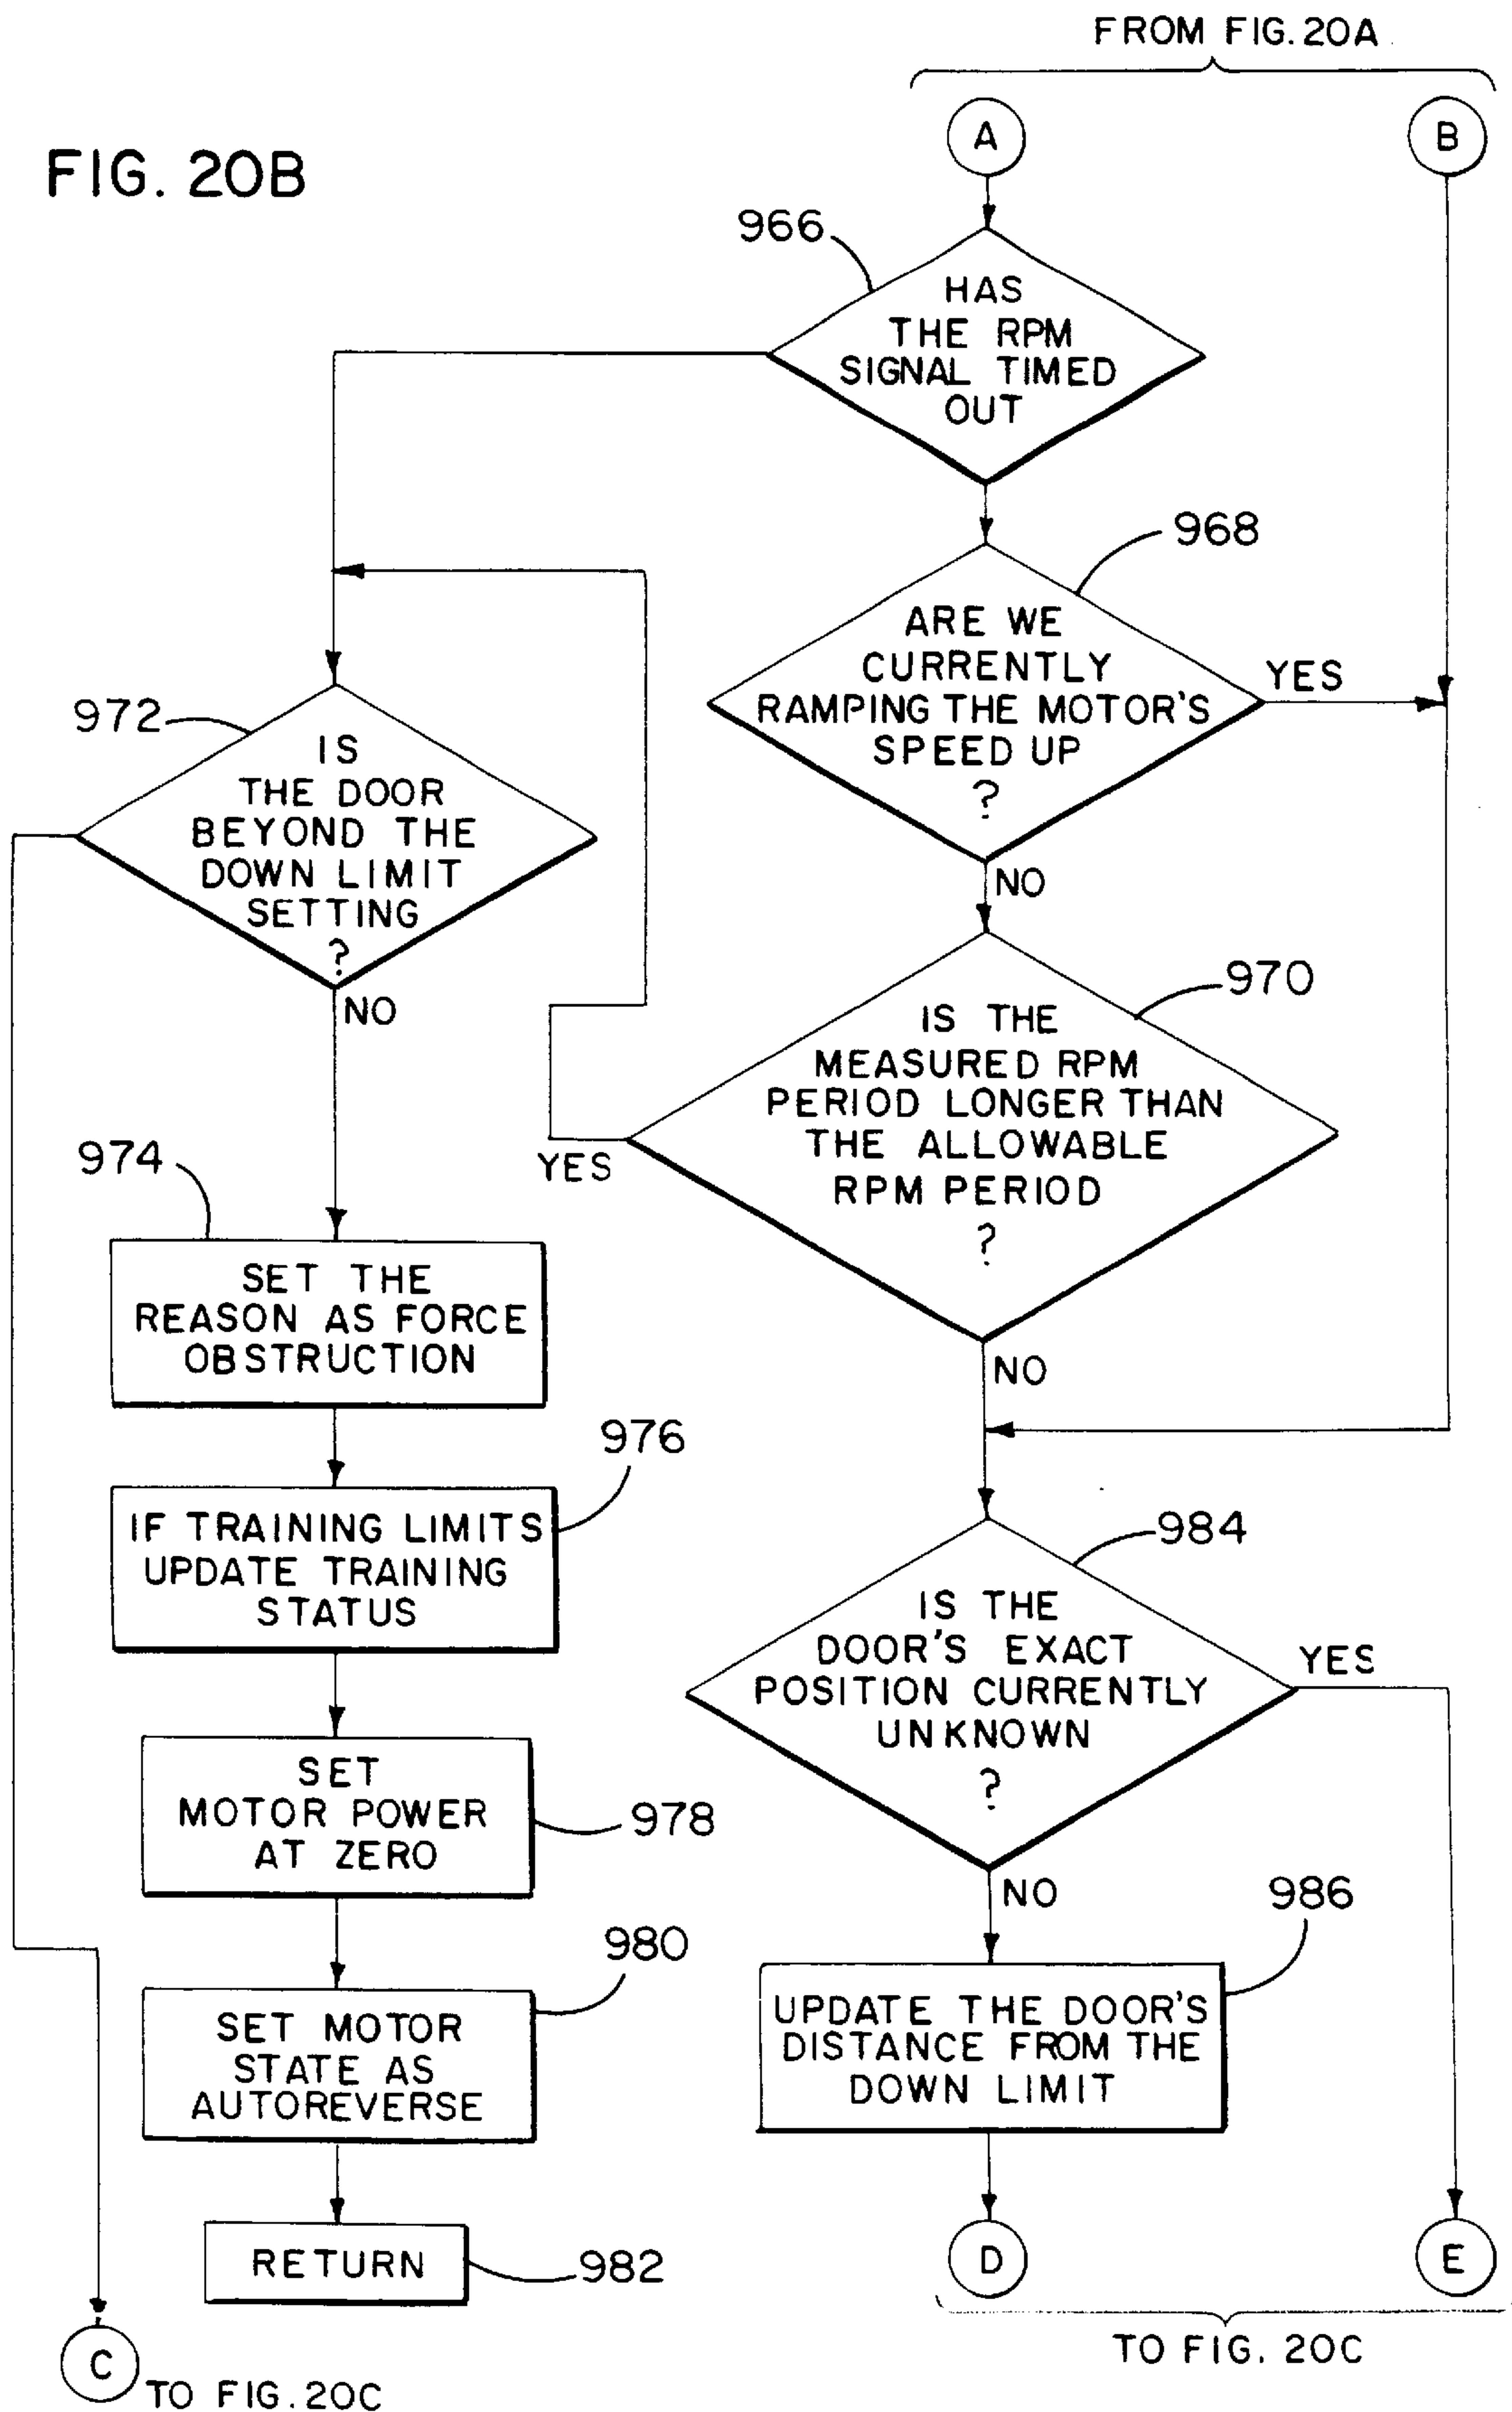 FROM FIG.20A
A
B
FIG. 20B
966
HAS
THE RPM
SIGNAL TIMED
OUT
968
ARE WE
CURRENTLY
RAMPING THE MOTOR'S
SPEED UP
?
YES
NO
972
IS
THE DOOR
BEYOND THE
DOWN LIMIT
SETTING
?
NO
970
IS THE
MEASURED RPM
PERIOD LONGER THAN
THE ALLOWABLE
RPM PERIOD
?
YES
NO
974
SET THE
REASON AS FORCE
OBSTRUCTION
976
IF TRAINING LIMITS
UPDATE TRAINING
STATUS
984
IS THE
DOOR'S EXACT
POSITION CURRENTLY
UNKNOWN
?
YES
NO
SET
MOTOR POWER
AT ZERO
978
986
UPDATE THE DOOR'S
DISTANCE FROM THE
DOWN LIMIT
980
SET MOTOR
STATE AS
AUTOREVERSE
RETURN
982
D
E
TO FIG. 20C
C
TO FIG. 20C